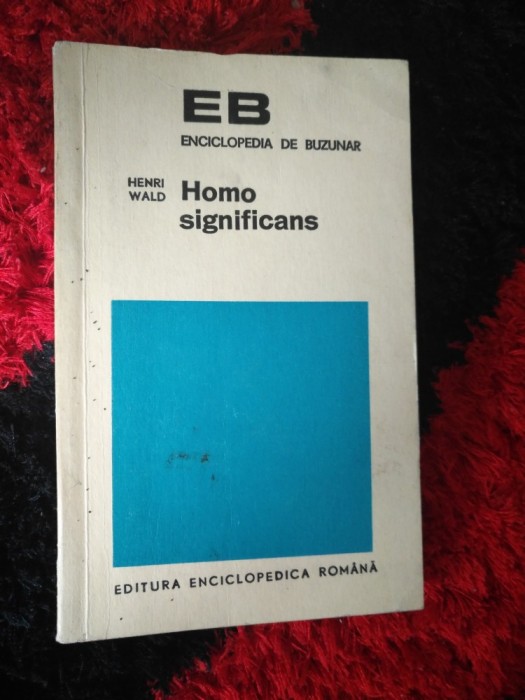 EB
ENCICLOPEDIA DE BUZUNAR
HENRI
WALD
Homo
significans
EDITURA ENCICLOPEDICA ROMÂNĂ